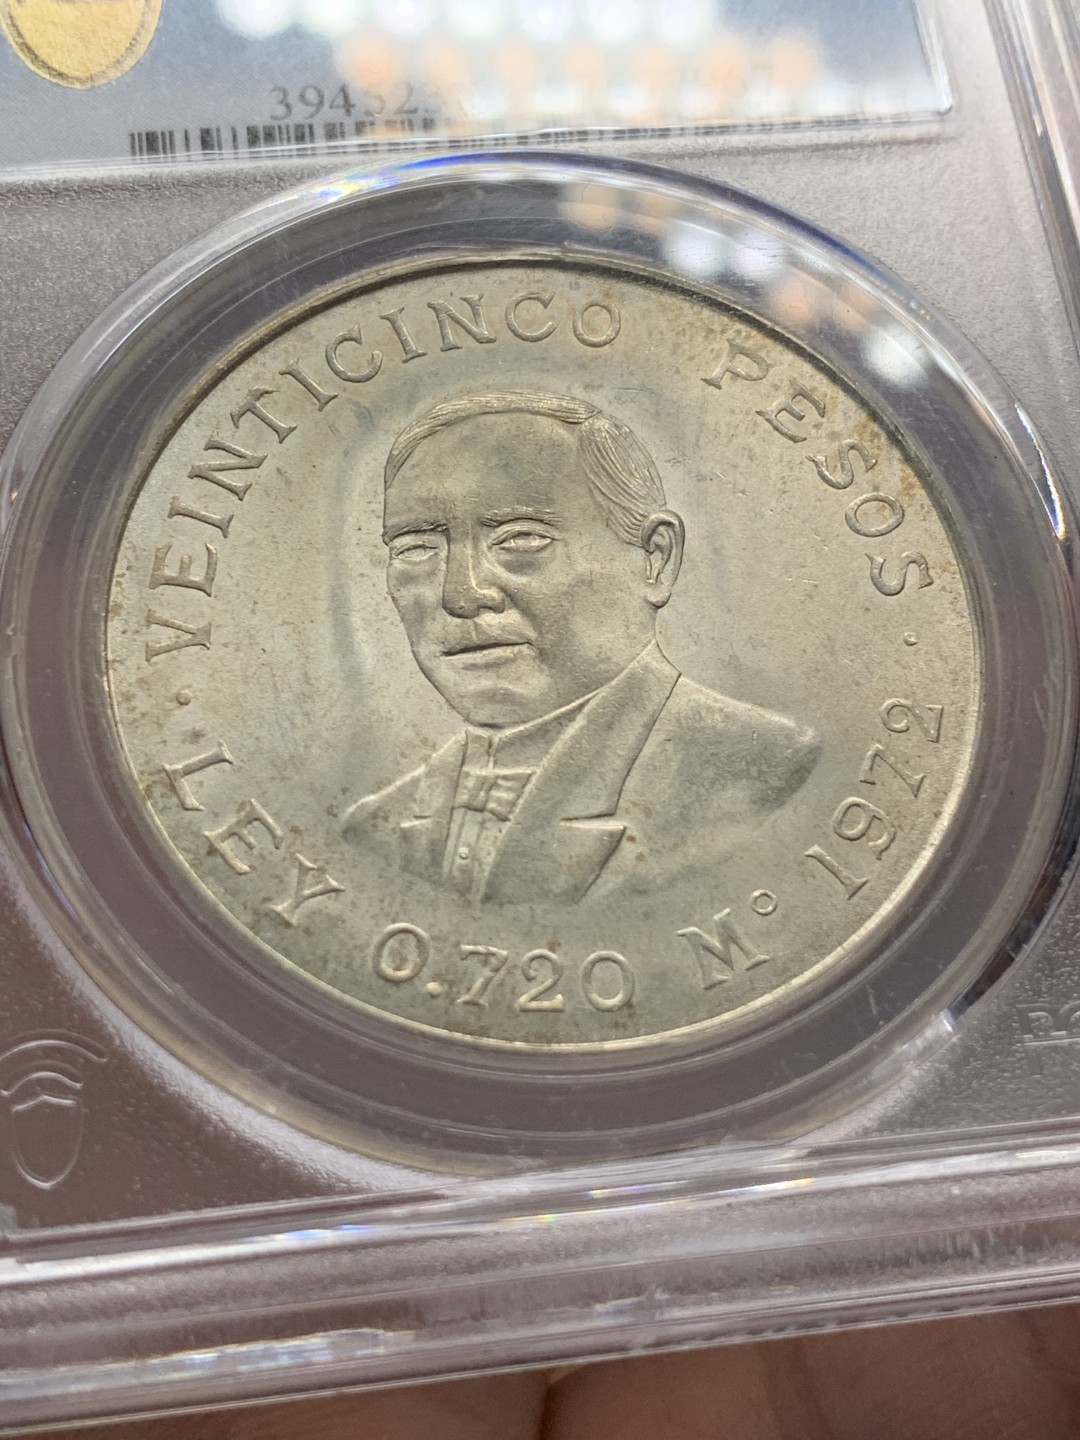 VEINTICINCO PESOS · 1972
· LEY 0.720 Mº